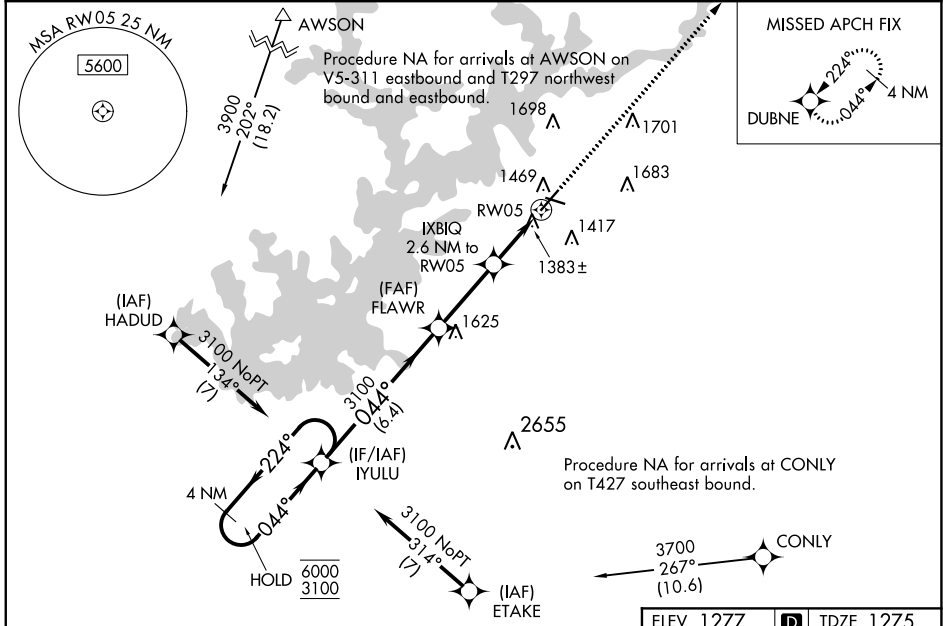 MSA RW05 25 NM
5600
AWSON
3900
202°
(18.2)
Procedure NA for arrivals at AWSON on
V5-311 eastbound and T297 northwest
bound and eastbound.
MISSED APCH FIX
224°
044°
4 NM
DUBNE
1698
1701
1469
1683
RW05
1417
1383±
IXBIQ
2.6 NM to
RW05
(FAF)
FLAWR
1625
(IAF)
HADUD
3100 NoPT
134°
(7)
3100
044°
(6.4)
224°
044°
4 NM
(IF/IAF)
IYULU
2655
Procedure NA for arrivals at CONLY
on T427 southeast bound.
HOLD
6000
3100
3100 NoPT
314°
(7)
(IAF)
ETAKE
3700
267°
(10.6)
CONLY
ELEV 1277 D TDZE 1275